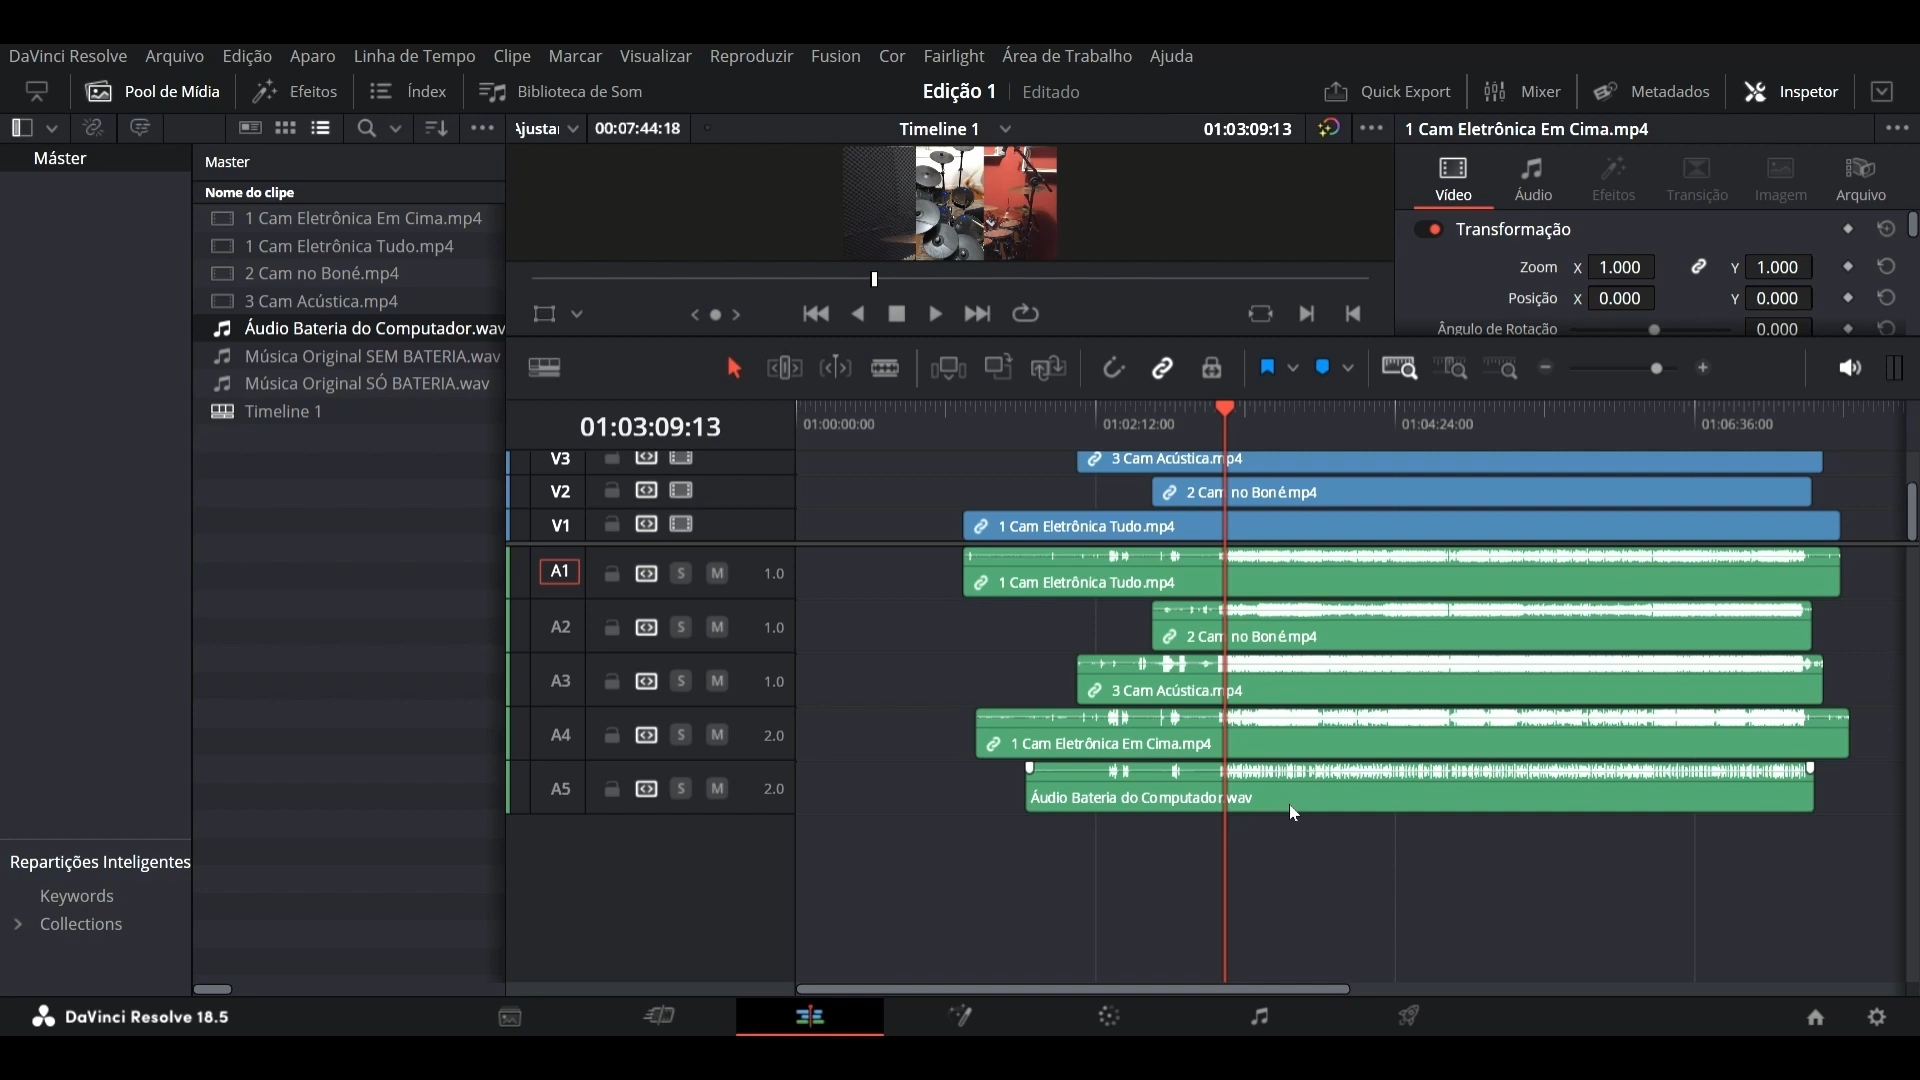 DaVinci Resolve Arquivo Edição Aparo Linha de Tempo Clipe Marcar Visualizar Reproduzir Fusion Cor Fairlight Área de Trabalho Ajuda
Pool de Mídia Efeitos Índex Biblioteca de Som Edição 1 Editado Quick Export Mixer Metadados Inspetor
Ajustar 00:07:44:18 Timeline 1 01:03:09:13 1 Cam Eletrônica Em Cima.mp4
Máster
Master
Nome do clipe
1 Cam Eletrônica Em Cima.mp4
1 Cam Eletrônica Tudo.mp4
2 Cam no Boné.mp4
3 Cam Acústica.mp4
Áudio Bateria do Computador.wav
Música Original SEM BATERIA.wav
Música Original SÓ BATERIA.wav
Timeline 1
Vídeo Áudio Efeitos Transição Imagem Arquivo
Transformação
Zoom X 1.000 Y 1.000
Posição X 0.000 Y 0.000
Ângulo de Rotação 0.000
01:03:09:13
01:00:00:00 01:02:12:00 01:04:24:00 01:06:36:00
V3 3 Cam Acústica.mp4
V2 2 Cam no Boné.mp4
V1 1 Cam Eletrônica Tudo.mp4
A1 S M 1.0 1 Cam Eletrônica Tudo.mp4
A2 S M 1.0 2 Cam no Boné.mp4
A3 S M 1.0 3 Cam Acústica.mp4
A4 S M 2.0 1 Cam Eletrônica Em Cima.mp4
A5 S M 2.0 Áudio Bateria do Computador.wav
Repartições Inteligentes
Keywords
Collections
DaVinci Resolve 18.5